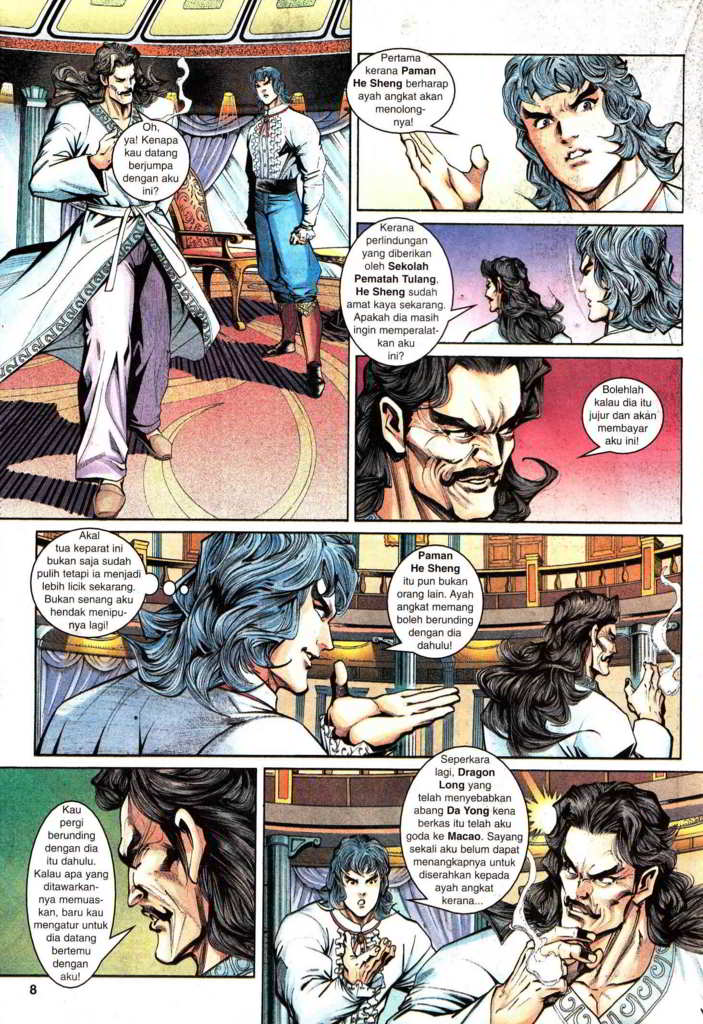 Oh,
ya! Kenapa
kau datang
berjumpa
dengan aku
ini?
Pertama
kerana Paman
He Sheng berharap
ayah angkat akan
menolong-
nya!
Kerana
perlindungan
yang diberikan
oleh Sekolah
Pematah Tulang,
He Sheng sudah
amat kaya sekarang.
Apakah dia masih
ingin memperalat-
kan aku
ini?
Bolehlah
kalau dia itu
jujur dan akan
membayar
aku ini!
Akal
tua keparat ini
bukan saja sudah
pulih tetapi ia menjadi
lebih licik sekarang.
Bukan senang aku
hendak menipu-
nya lagi!
Paman
He Sheng
itu pun bukan
orang lain. Ayah
angkat memang
boleh berunding
dengan dia
dahulu!
Kau
pergi
berunding
dengan dia
itu dahulu.
Kalau apa yang
ditawarkan-
nya memuas-
kan, baru kau
mengatur untuk
dia datang
bertemu
dengan
aku!
Seperkara
lagi, Dragon
Long yang
telah menyebabkan
abang Da Yong kena
berkas itu telah aku
goda ke Macao. Sayang
sekali aku belum dapat
menangkapnya untuk
diserahkan kepada
ayah angkat
kerana...
8